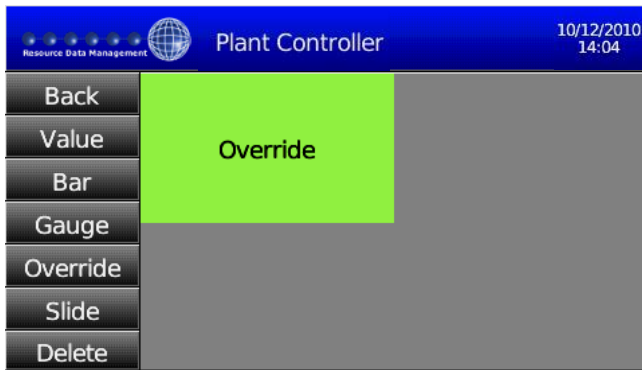 Resource Data Management
Plant Controller
10/12/2010
14:04
Back
Value
Bar
Gauge
Override
Slide
Delete
Override